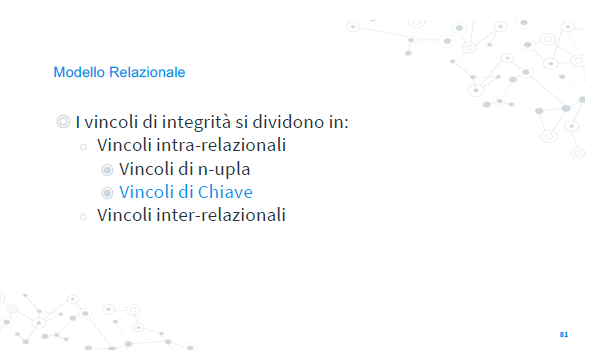 Modello Relazionale
I vincoli di integrità si dividono in:
Vincoli intra-relazionali
Vincoli di n-upla
Vincoli di Chiave
Vincoli inter-relazionali
81